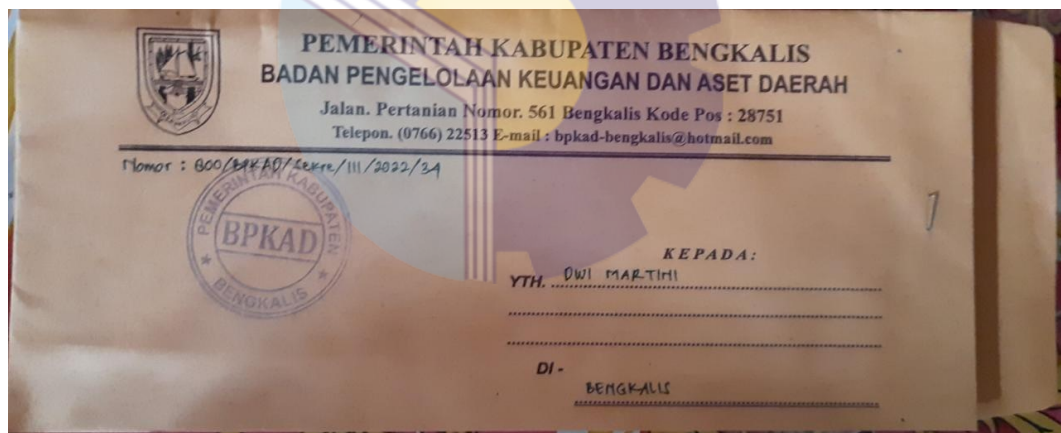 PEMERINTAH KABUPATEN BENGKALIS
BADAN PENGELOLAAN KEUANGAN DAN ASET DAERAH
Jalan. Pertanian Nomor. 561 Bengkalis Kode Pos : 28751
Telepon. (0766) 22513 E-mail : bpkad-bengkalis@hotmail.com
Nomor : 800/BPKAD/Sekre/III/2022/34
PEMERINTAH KABUPATEN
BPKAD
BENGKALIS
KEPADA:
YTH. DWI MARTINI
DI -
BENGKALIS